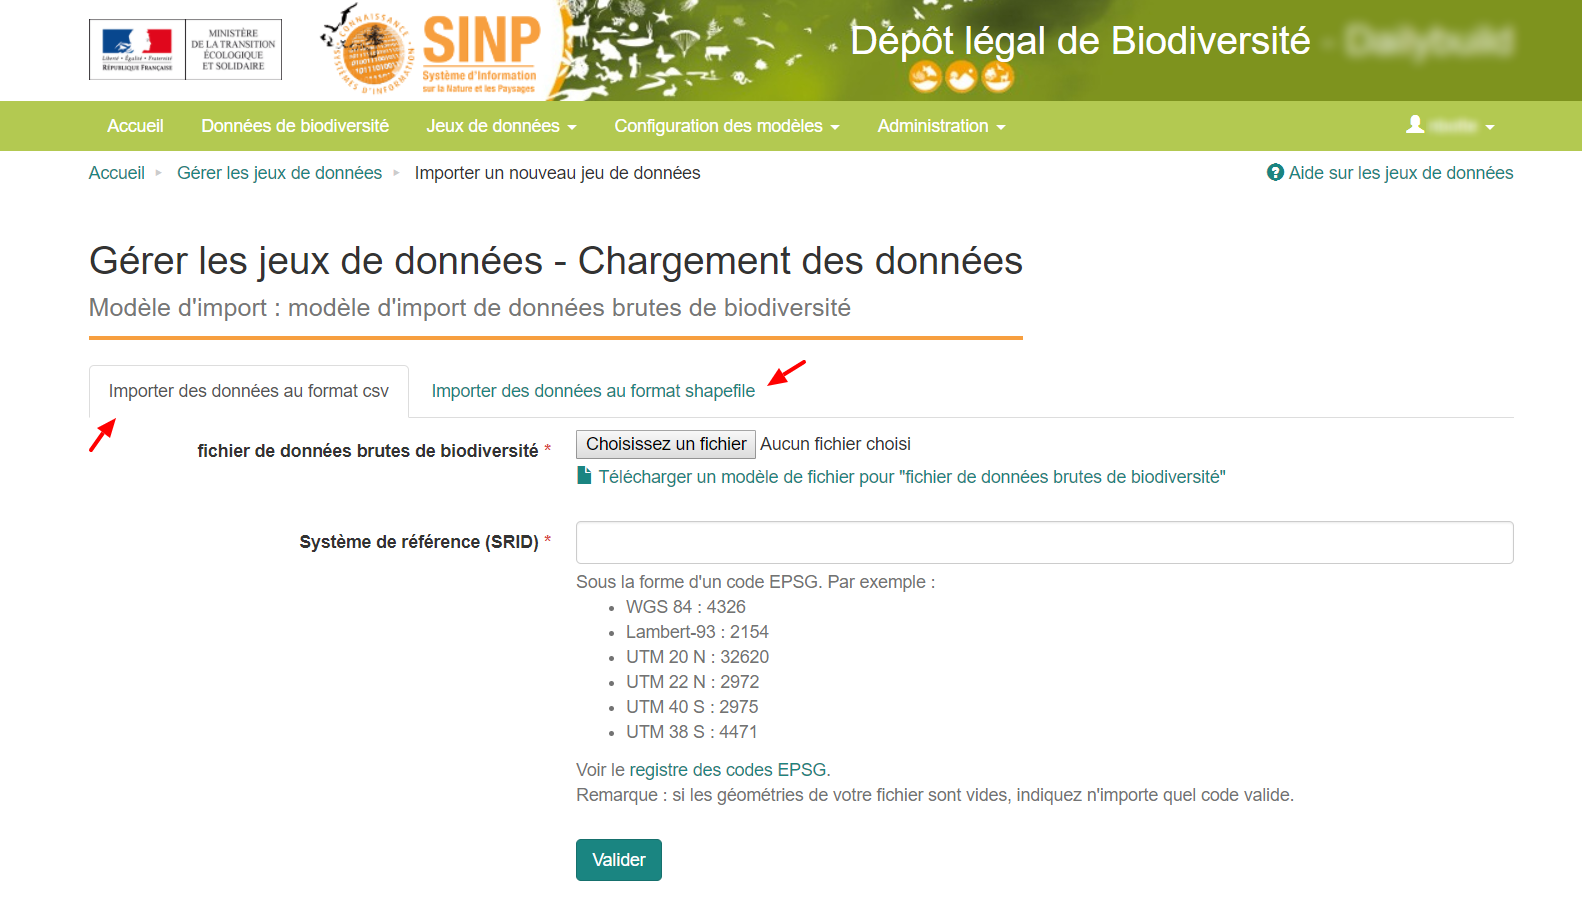 MINISTÈRE
DE LA TRANSITION
ÉCOLOGIQUE
ET SOLIDAIRE
Liberté • Égalité • Fraternité
RÉPUBLIQUE FRANÇAISE
CONNAISSANCE
SYSTÈMES D'INFORMATION
SINP
Système d'Information
sur la Nature et les Paysages
Dépôt légal de Biodiversité -
Accueil Données de biodiversité Jeux de données Configuration des modèles Administration
Accueil Gérer les jeux de données Importer un nouveau jeu de données
? Aide sur les jeux de données
Gérer les jeux de données - Chargement des données
Modèle d'import : modèle d'import de données brutes de biodiversité
Importer des données au format csv Importer des données au format shapefile
fichier de données brutes de biodiversité * Choisissez un fichier Aucun fichier choisi
Télécharger un modèle de fichier pour "fichier de données brutes de biodiversité"
Système de référence (SRID) *
Sous la forme d'un code EPSG. Par exemple :
• WGS 84 : 4326
• Lambert-93 : 2154
• UTM 20 N : 32620
• UTM 22 N : 2972
• UTM 40 S : 2975
• UTM 38 S : 4471
Voir le registre des codes EPSG.
Remarque : si les géométries de votre fichier sont vides, indiquez n'importe quel code valide.
Valider